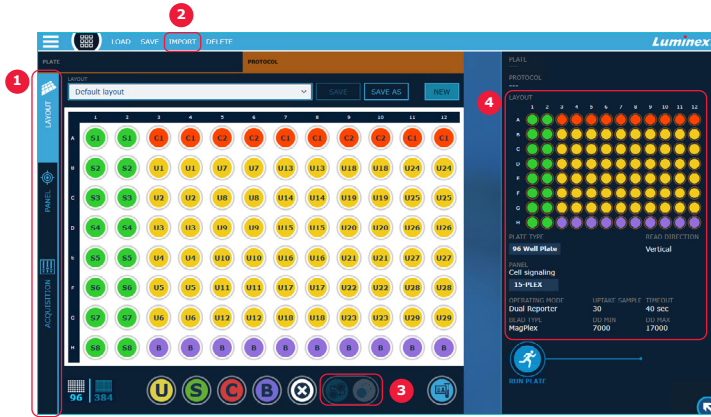 2
LOAD SAVE IMPORT DELETE
Luminex
PLATE PROTOCOL
1
LAYOUT
Default layout SAVE SAVE AS NEW
LAYOUT
PANEL
ACQUISITION
1 2 3 4 5 6 7 8 9 10 11 12
A S1 S1 C1 C1 C2 C2 C1 C1 C2 C2 C1 C1
B S2 S2 U1 U1 U7 U7 U13 U13 U18 U18 U24 U24
C S3 S3 U2 U2 U8 U8 U14 U14 U19 U19 U25 U25
D S4 S4 U3 U3 U9 U9 U15 U15 U20 U20 U26 U26
E S5 S5 U4 U4 U10 U10 U16 U16 U21 U21 U27 U27
F S6 S6 U5 U5 U11 U11 U17 U17 U22 U22 U28 U28
G S7 S7 U6 U6 U12 U12 U18 U18 U23 U23 U29 U29
H S8 S8 B B B B B B B B B B
96 384
U S C B X
3
4
PLATE
---
PROTOCOL
---
LAYOUT
1 2 3 4 5 6 7 8 9 10 11 12
A
B
C
D
E
F
G
H
PLATE TYPE READ DIRECTION
96 Well Plate Vertical
PANEL
Cell signaling
15-PLEX
OPERATING MODE UPTAKE SAMPLE TIMEOUT
Dual Reporter 30 40 sec
BEAD TYPE DD MIN DD MAX
MagPlex 7000 17000
RUN PLATE